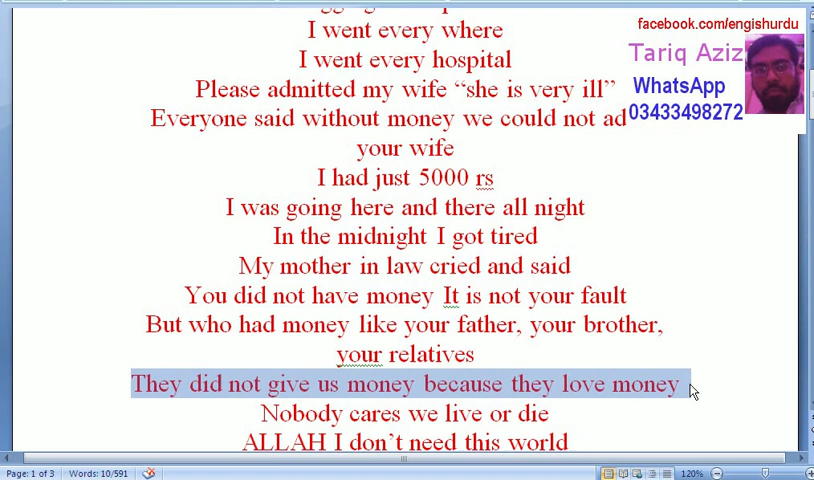 facebook.com/engishurdu
Tariq Aziz
WhatsApp
03433498272
I went every where
I went every hospital
Please admitted my wife “she is very ill”
Everyone said without money we could not ad
your wife
I had just 5000 rs
I was going here and there all night
In the midnight I got tired
My mother in law cried and said
You did not have money It is not your fault
But who had money like your father, your brother,
your relatives
They did not give us money because they love money
Nobody cares we live or die
ALLAH I don’t need this world
Page: 1 of 3 Words: 10/591 120%